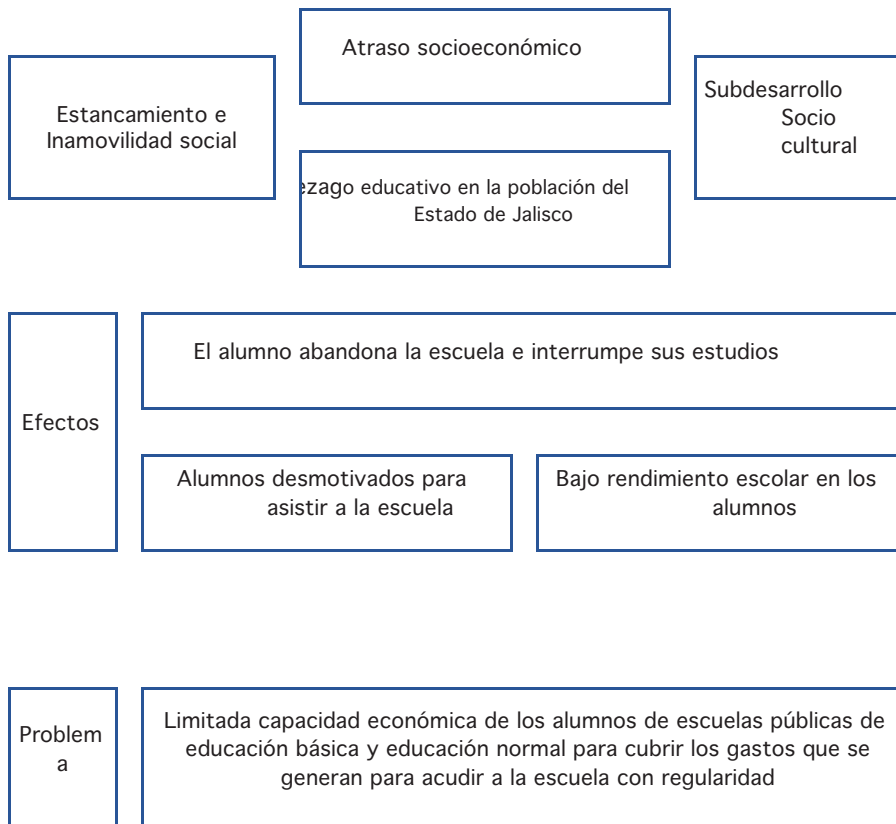 Atraso socioeconómico
Estancamiento e
Inamovilidad social
Subdesarrollo
Socio
cultural
ezago educativo en la población del
Estado de Jalisco
Efectos
El alumno abandona la escuela e interrumpe sus estudios
Alumnos desmotivados para
asistir a la escuela
Bajo rendimiento escolar en los
alumnos
Problem
a
Limitada capacidad económica de los alumnos de escuelas públicas de
educación básica y educación normal para cubrir los gastos que se
generan para acudir a la escuela con regularidad